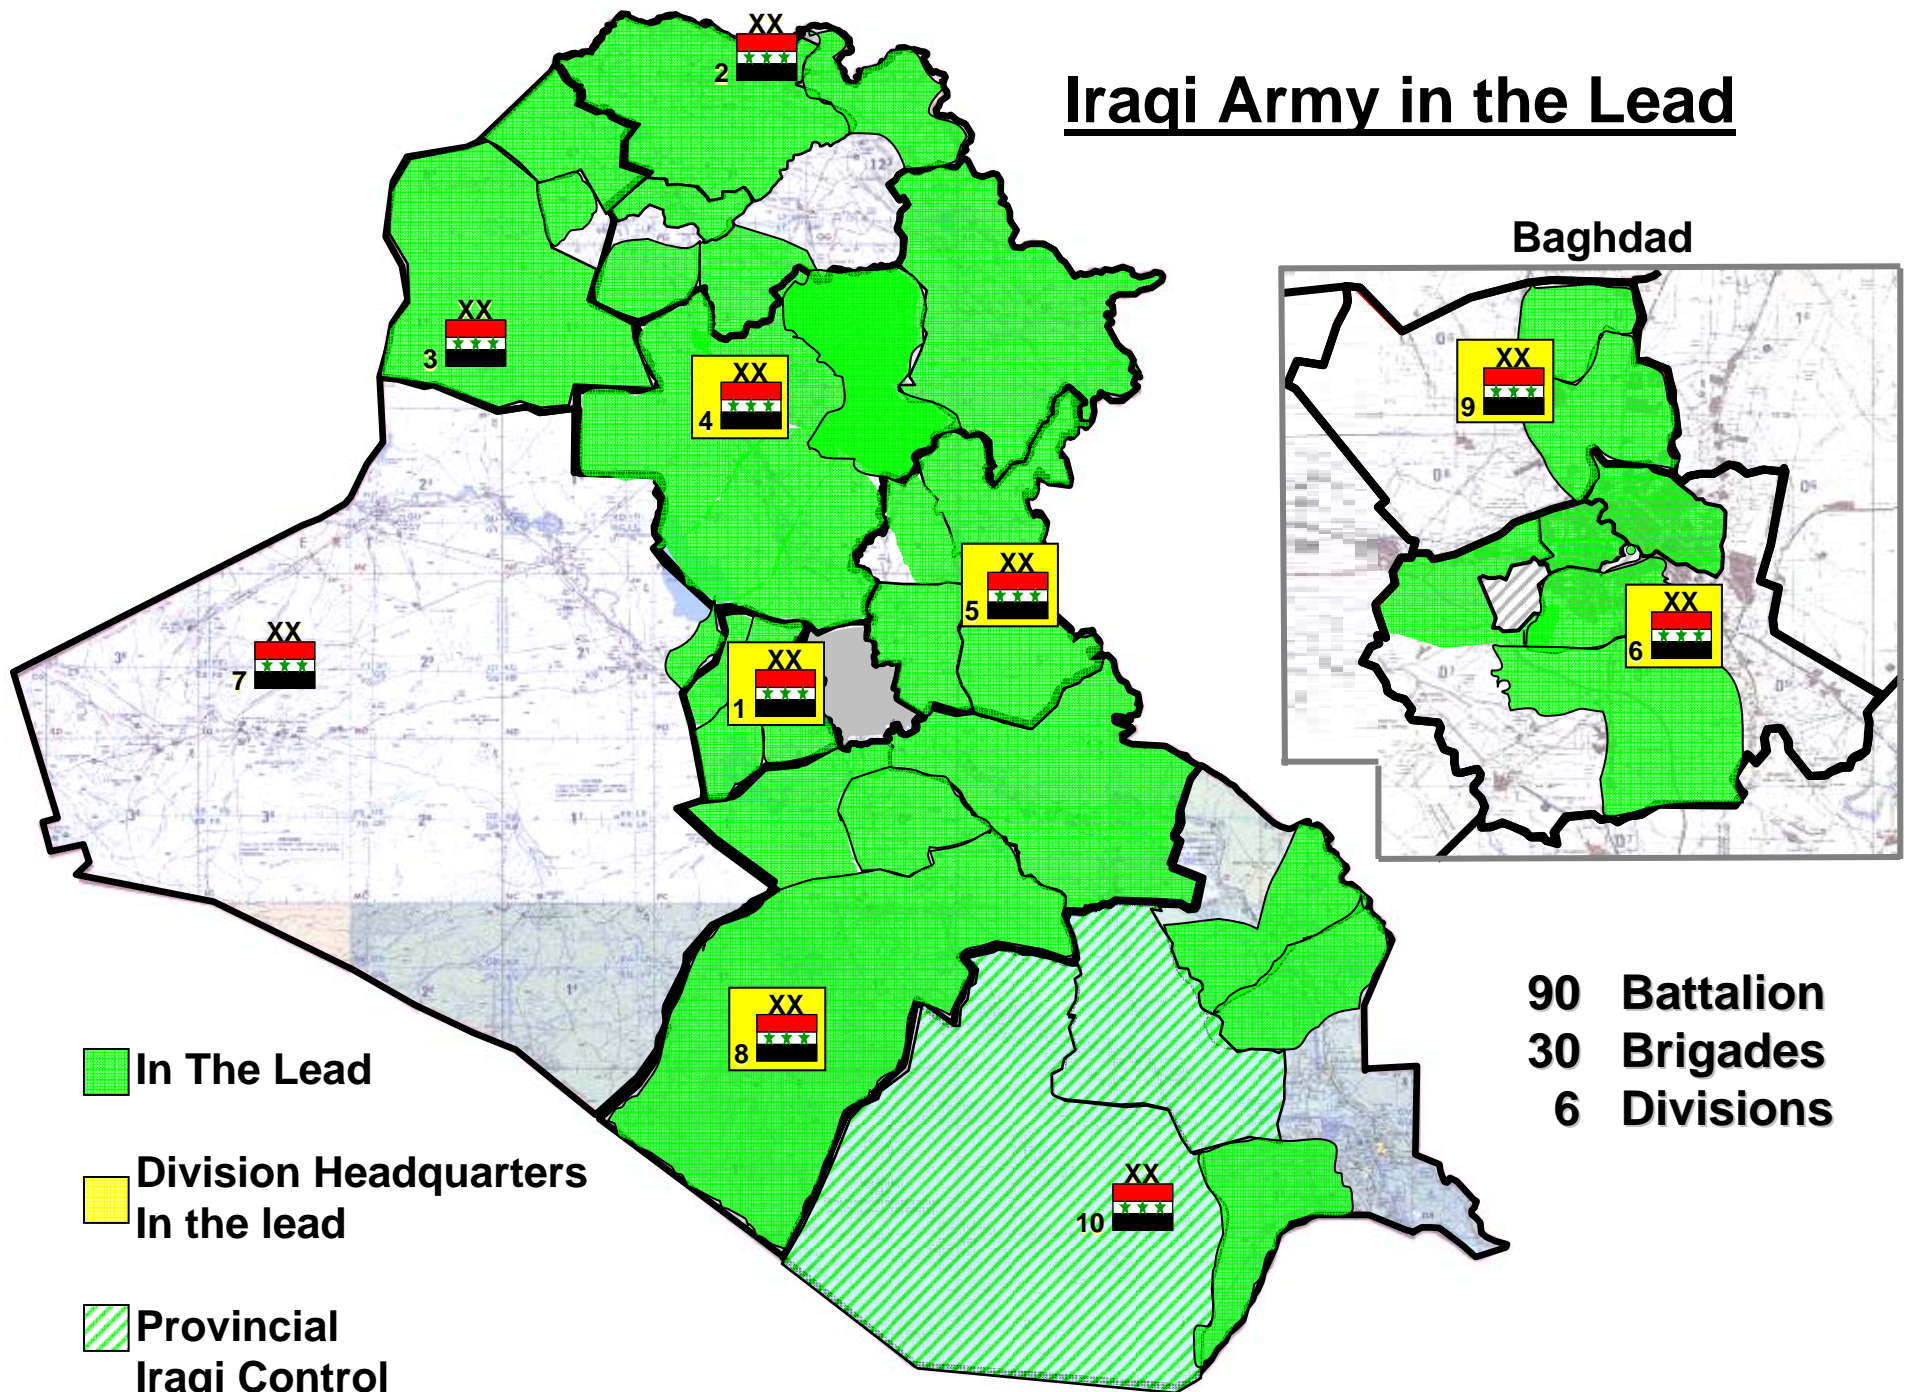 Iraqi Army in the Lead
XX
2
XX
3
XX
4
XX
5
XX
7
XX
1
XX
8
XX
10
Baghdad
XX
9
XX
6
90 Battalion
30 Brigades
6 Divisions
In The Lead
Division Headquarters
In the lead
Provincial
Iraqi Control